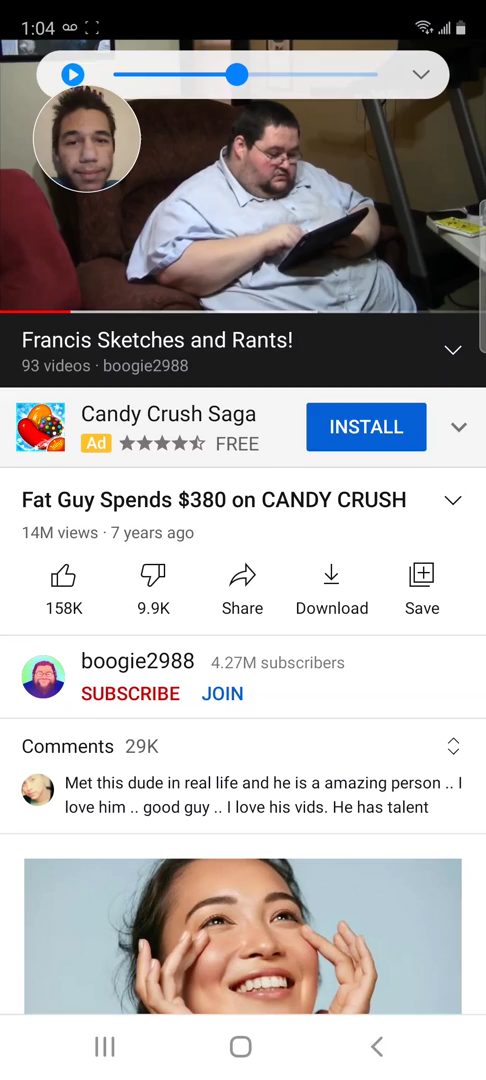 1:04
Francis Sketches and Rants!
93 videos · boogie2988
Candy Crush Saga
INSTALL
Ad FREE
Fat Guy Spends $380 on CANDY CRUSH
14M views · 7 years ago
158K 9.9K Share Download Save
boogie2988 4.27M subscribers
SUBSCRIBE JOIN
Comments 29K
Met this dude in real life and he is a amazing person .. I
love him .. good guy .. I love his vids. He has talent